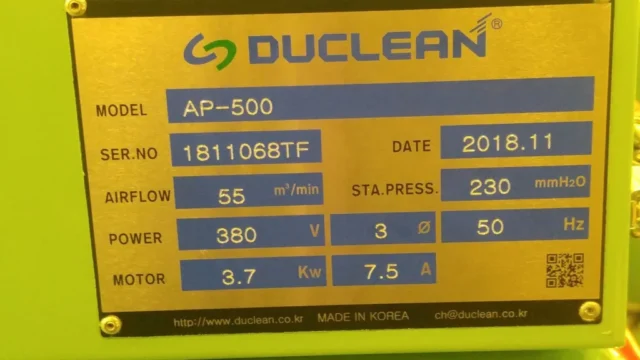 DUCLEAN®
MODEL AP-500
SER.NO 1811068TF DATE 2018.11
AIRFLOW 55 m³/min STA.PRESS. 230 mmH2O
POWER 380 V 3 Ø 50 Hz
MOTOR 3.7 Kw 7.5 A
http://www.duclean.co.kr MADE IN KOREA ch@duclean.co.kr